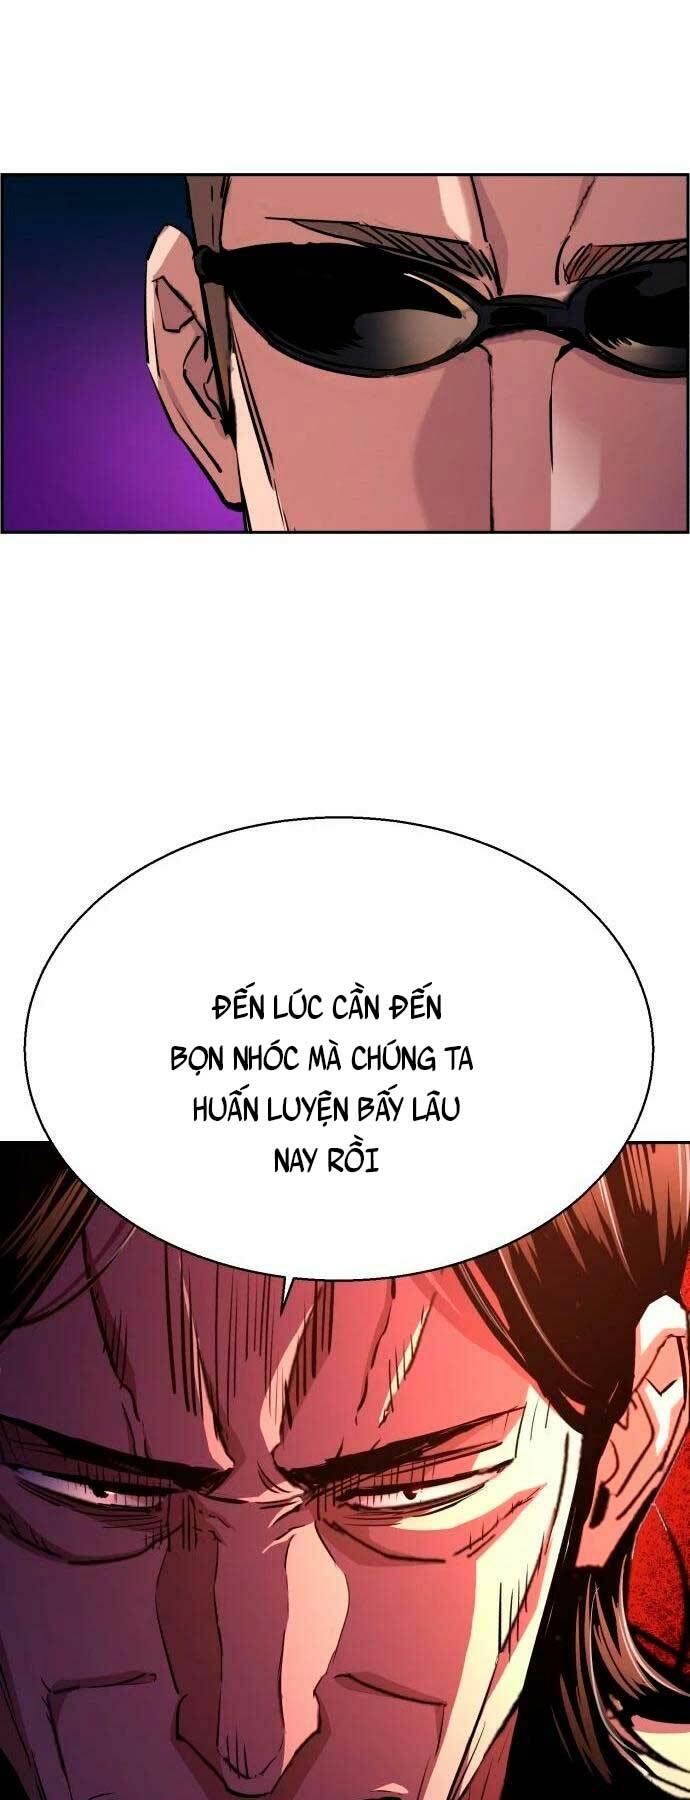 ĐẾN LÚC CẦN ĐẾN
BỌN NHÓC MÀ CHÚNG TA
HUẤN LUYỆN BẤY LÂU
NAY RỒI